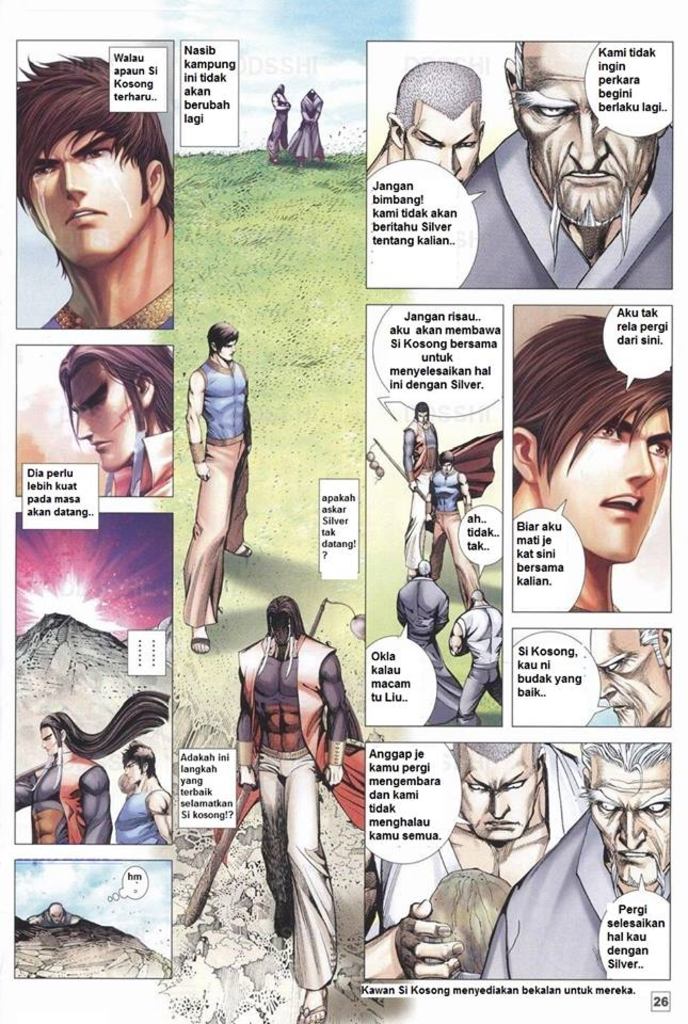 Kami tidak
ingin
perkara
begini
berlaku lagi..
Jangan
bimbang!
kami tidak akan
beritahu Silver
tentang kalian..
Aku tak
rela pergi
dari sini.
Biar aku
mati je
kat sini
bersama
kalian.
Jangan risau..
aku akan membawa
Si Kosong bersama
untuk
menyelesaikan hal
ini dengan Silver.
ah..
tidak..
tak..
Okla
kalau
macam
tu Liu..
Si Kosong,
kau ni
budak yang
baik..
Anggap je
kamu pergi
mengembara
dan kami
tidak
menghalau
kamu semua.
Pergi
selesaikan
hal kau
dengan
Silver..
Kawan Si Kosong menyediakan bekalan untuk mereka.
Nasib
kampung
ini tidak
akan
berubah
lagi
Walau
apaun Si
Kosong
terharu..
Dia perlu
lebih kuat
pada masa
akan datang..
apakah
askar
Silver
tak
datang!
?
Adakah ini
langkah
yang
terbaik
selamatkan
Si kosong!?
......
......
hm
26